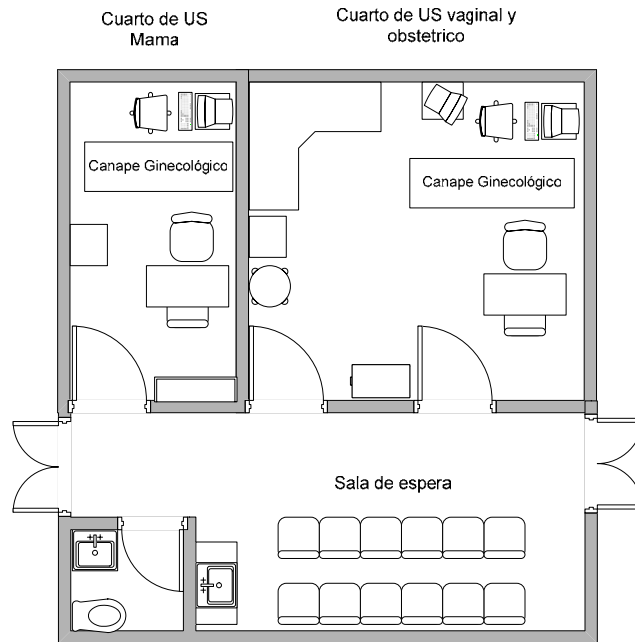 Cuarto de US
Mama
Cuarto de US vaginal y
obstetrico
Canape Ginecológico
Canape Ginecológico
Sala de espera